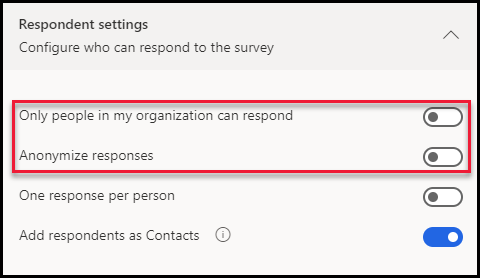 Respondent settings
Configure who can respond to the survey
Only people in my organization can respond
Anonymize responses
One response per person
Add respondents as Contacts